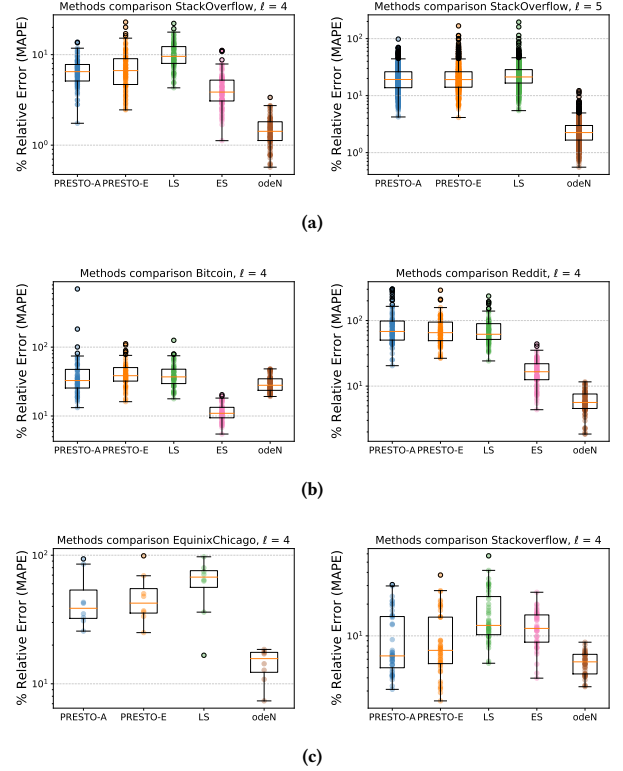 Methods comparison StackOverflow, ℓ = 4
% Relative Error (MAPE)
10¹
10⁰
PRESTO-A PRESTO-E LS ES odeN
Methods comparison StackOverflow, ℓ = 5
% Relative Error (MAPE)
10²
10¹
10⁰
PRESTO-A PRESTO-E LS odeN
(a)
Methods comparison Bitcoin, ℓ = 4
% Relative Error (MAPE)
10²
10¹
PRESTO-A PRESTO-E LS ES odeN
Methods comparison Reddit, ℓ = 4
% Relative Error (MAPE)
10²
10¹
PRESTO-A PRESTO-E LS ES odeN
(b)
Methods comparison EquinixChicago, ℓ = 4
% Relative Error (MAPE)
10²
10¹
PRESTO-A PRESTO-E LS odeN
Methods comparison Stackoverflow, ℓ = 4
% Relative Error (MAPE)
10¹
PRESTO-A PRESTO-E LS ES odeN
(c)